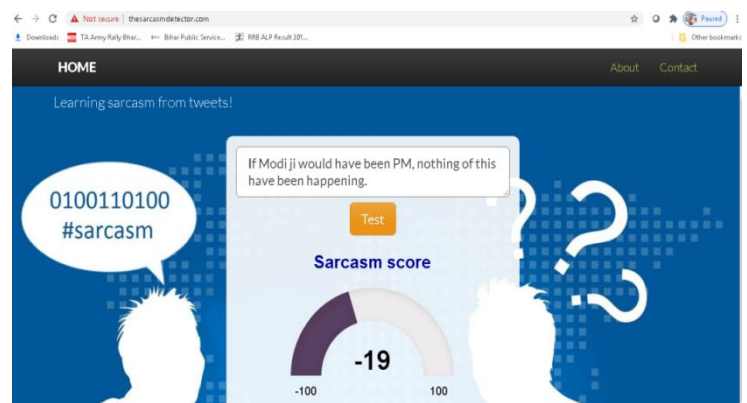 Not secure | thesarcasmdetector.com
Paused
Downloads TA Army Rally Bhar... Bihar Public Service... RRB ALP Result 201...
Other bookmarks
HOME
About Contact
Learning sarcasm from tweets!
If Modi ji would have been PM, nothing of this
have been happening.
0100110100
#sarcasm
Test
???
Sarcasm score
-19
-100 100